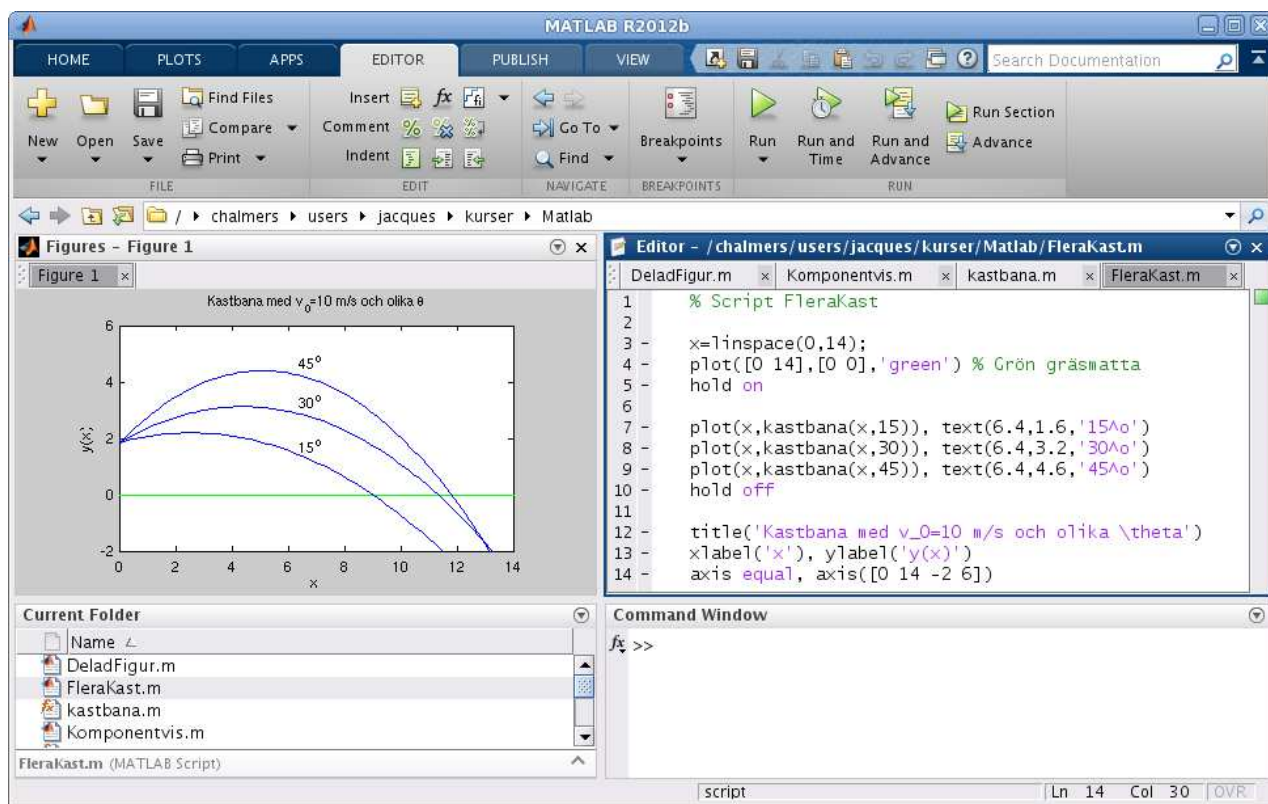 MATLAB R2012b
HOME PLOTS APPS EDITOR PUBLISH VIEW Search Documentation
New Open Save Find Files Compare Print
FILE
Insert fx fi
Comment % %
Indent
EDIT
Go To
Find
NAVIGATE
Breakpoints
BREAKPOINTS
Run Run and Time Run and Advance Run Section Advance
RUN
/ chalmers users jacques kurser Matlab
Figures - Figure 1
Figure 1
Kastbana med v0=10 m/s och olika θ
6
4
2
0
-2
y(x)
45o
30o
15o
0 2 4 6 8 10 12 14
x
Editor - /chalmers/users/jacques/kurser/Matlab/FleraKast.m
DeladFigur.m Komponentvis.m kastbana.m FleraKast.m
1 % Script FleraKast
2
3 - x=linspace(0,14);
4 - plot([0 14],[0 0],'green') % Grön gräsmatta
5 - hold on
6
7 - plot(x,kastbana(x,15)), text(6.4,1.6,'15^o')
8 - plot(x,kastbana(x,30)), text(6.4,3.2,'30^o')
9 - plot(x,kastbana(x,45)), text(6.4,4.6,'45^o')
10 - hold off
11
12 - title('Kastbana med v_0=10 m/s och olika \theta')
13 - xlabel('x'), ylabel('y(x)')
14 - axis equal, axis([0 14 -2 6])
Current Folder
Name
DeladFigur.m
FleraKast.m
kastbana.m
Komponentvis.m
FleraKast.m (MATLAB Script)
Command Window
fx >>
script Ln 14 Col 30 OVR